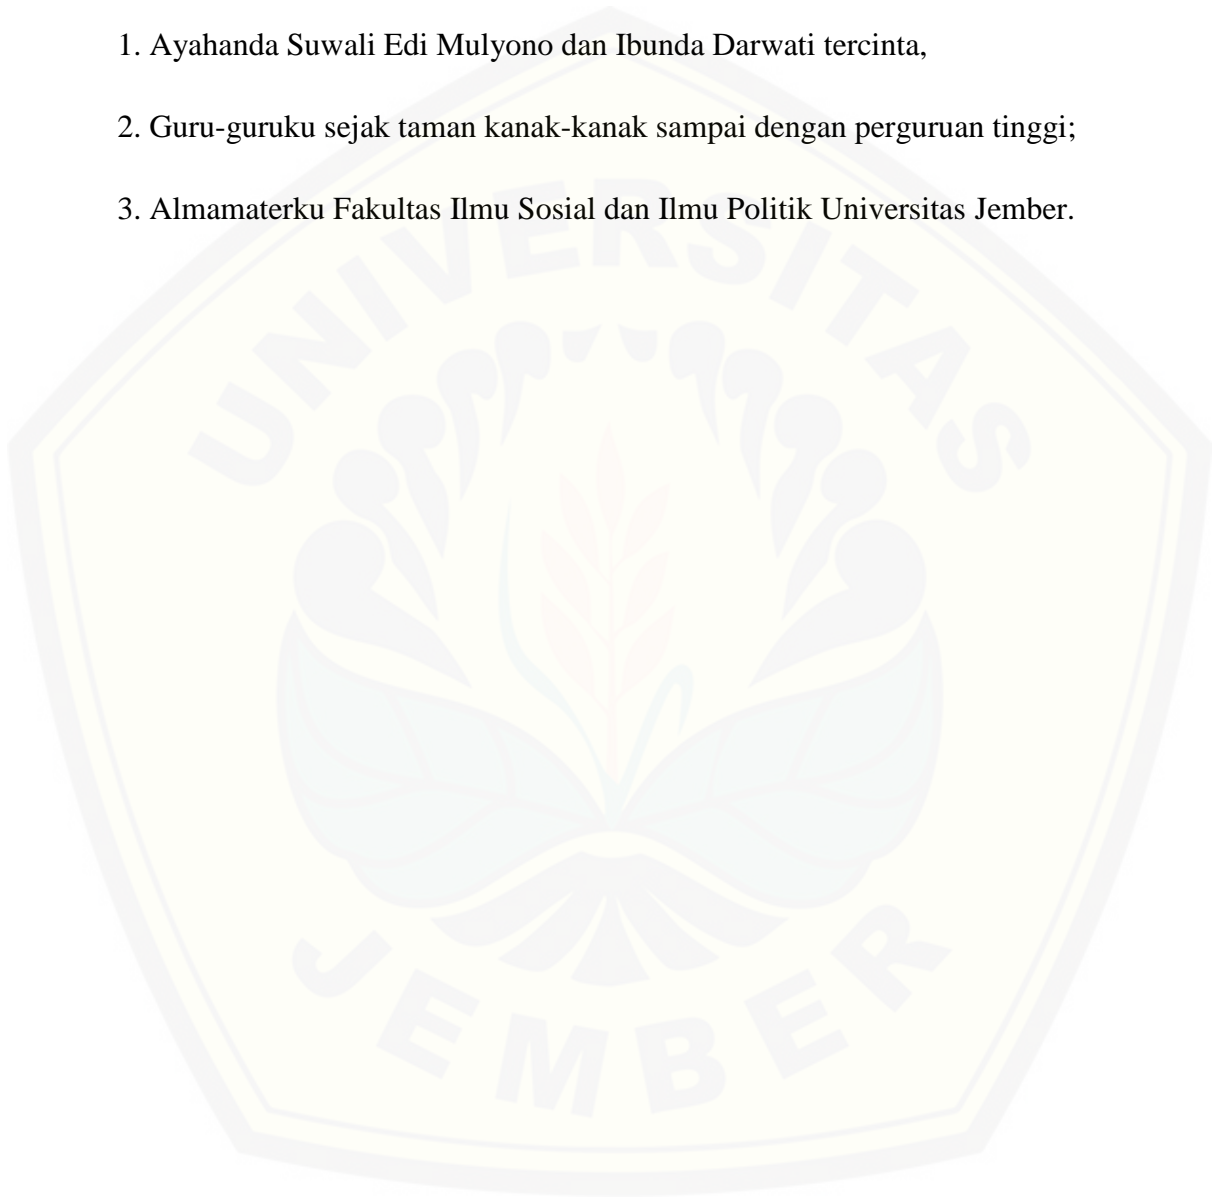 1. Ayahanda Suwali Edi Mulyono dan Ibunda Darwati tercinta,
2. Guru-guruku sejak taman kanak-kanak sampai dengan perguruan tinggi;
3. Almamaterku Fakultas Ilmu Sosial dan Ilmu Politik Universitas Jember.
UNIVERSITAS
JEMBER